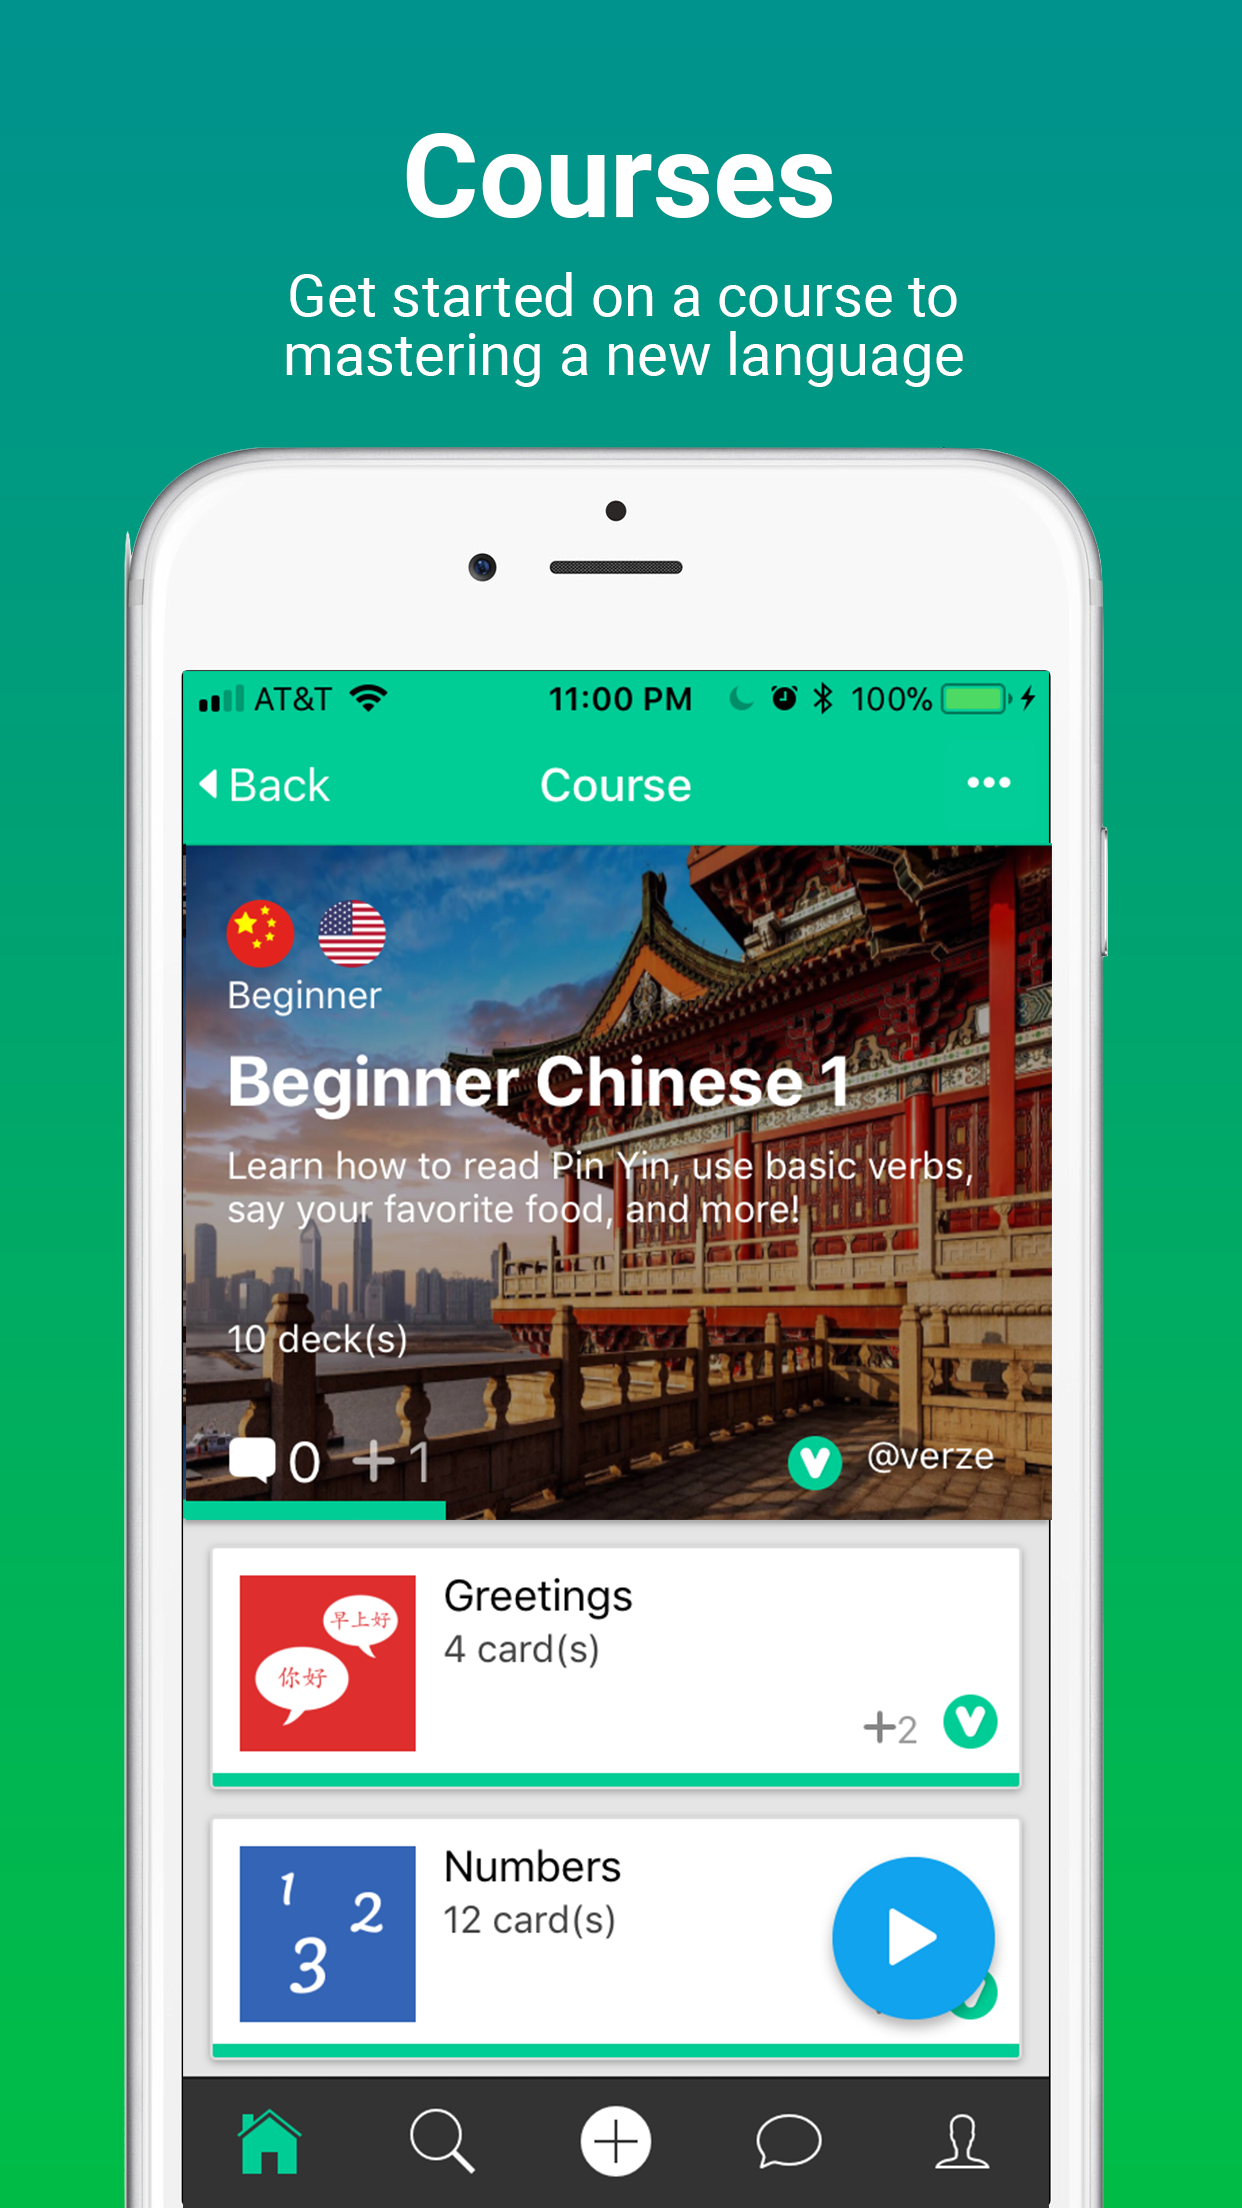 Courses
Get started on a course to
mastering a new language
AT&T 11:00 PM 100%
Back Course •••
Beginner
Beginner Chinese 1
Learn how to read Pin Yin, use basic verbs,
say your favorite food, and more!
10 deck(s)
0 +1 @verze
早上好
你好
Greetings
4 card(s)
+2
1 2
3
Numbers
12 card(s)